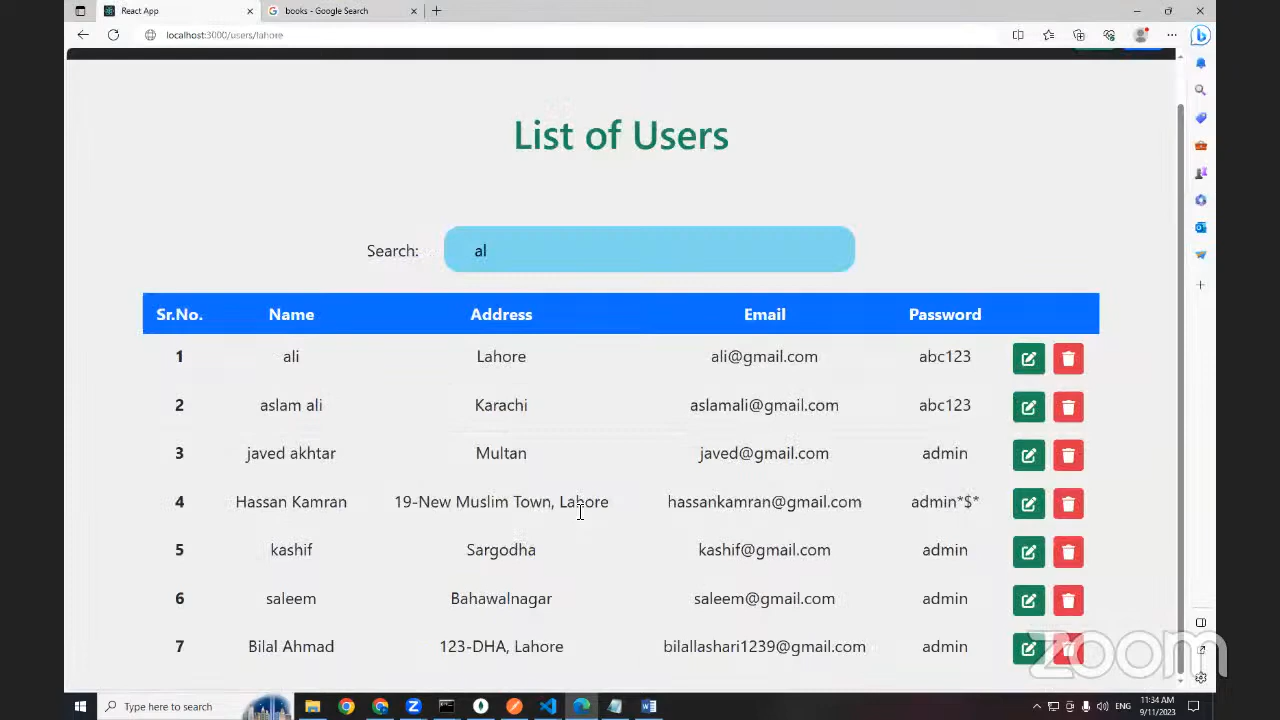 React App
books - Google Search
localhost:3000/users/lahore
List of Users
Search: al
Sr.No. Name Address Email Password
1 ali Lahore ali@gmail.com abc123
2 aslam ali Karachi aslamali@gmail.com abc123
3 javed akhtar Multan javed@gmail.com admin
4 Hassan Kamran 19-New Muslim Town, Lahore hassankamran@gmail.com admin*$*
5 kashif Sargodha kashif@gmail.com admin
6 saleem Bahawalnagar saleem@gmail.com admin
7 Bilal Ahmad 123-DHA, Lahore bilallashari1239@gmail.com admin
zoom
Type here to search
ENG
11:34 AM
9/11/2023